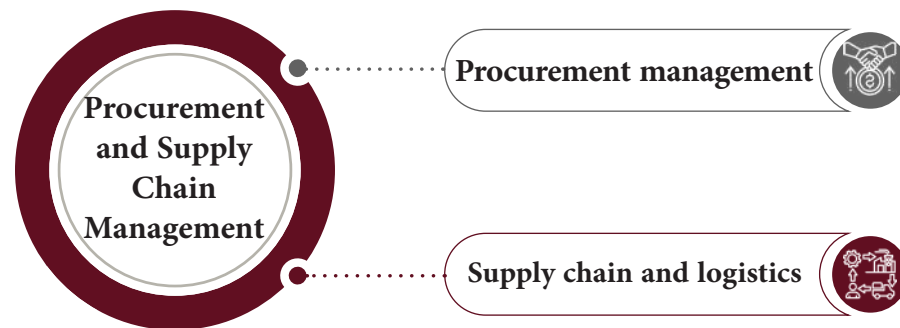 Procurement
and Supply
Chain
Management
Procurement management
Supply chain and logistics